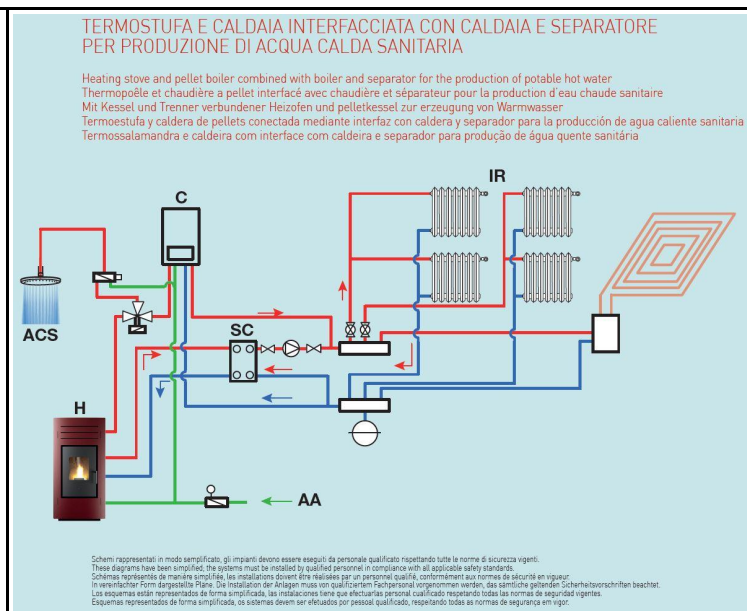 TERMOSTUFA E CALDAIA INTERFACCIATA CON CALDAIA E SEPARATORE
PER PRODUZIONE DI ACQUA CALDA SANITARIA
Heating stove and pellet boiler combined with boiler and separator for the production of potable hot water
Thermopoêle et chaudière a pellet interfacé avec chaudière et séparateur pour la production d'eau chaude sanitaire
Mit Kessel und Trenner verbundener Heizofen und pelletkessel zur erzeugung von Warmwasser
Termoestufa y caldera de pellets conectada mediante interfaz con caldera y separador para la producción de agua caliente sanitaria
Termossalamandra e caldeira com interface com caldeira e separador para produção de água quente sanitária
IR
C
ACS
SC
H
AA
Schemi rappresentati in modo semplificato, gli impianti devono essere eseguiti da personale qualificato rispettando tutte le norme di sicurezza vigenti.
These diagrams have been simplified; the systems must be installed by qualified personnel in compliance with all applicable safety standards.
Schémas représentés de manière simplifiée, les installations doivent être réalisées par un personnel qualifié, conformément aux normes de sécurité en vigueur.
In vereinfachter Form dargestellte Pläne. Die Installation der Anlagen muss von qualifiziertem Fachpersonal vorgenommen werden, das sämtliche geltenden Sicherheitsvorschriften beachtet.
Los esquemas están representados de forma simplificada, las instalaciones tiene que efectuarlas personal cualificado respetando todas las normas de seguridad vigentes.
Esquemas representados de forma simplificada, os sistemas devem ser efetuados por pessoal qualificado, respeitando todas as normas de segurança em vigor.